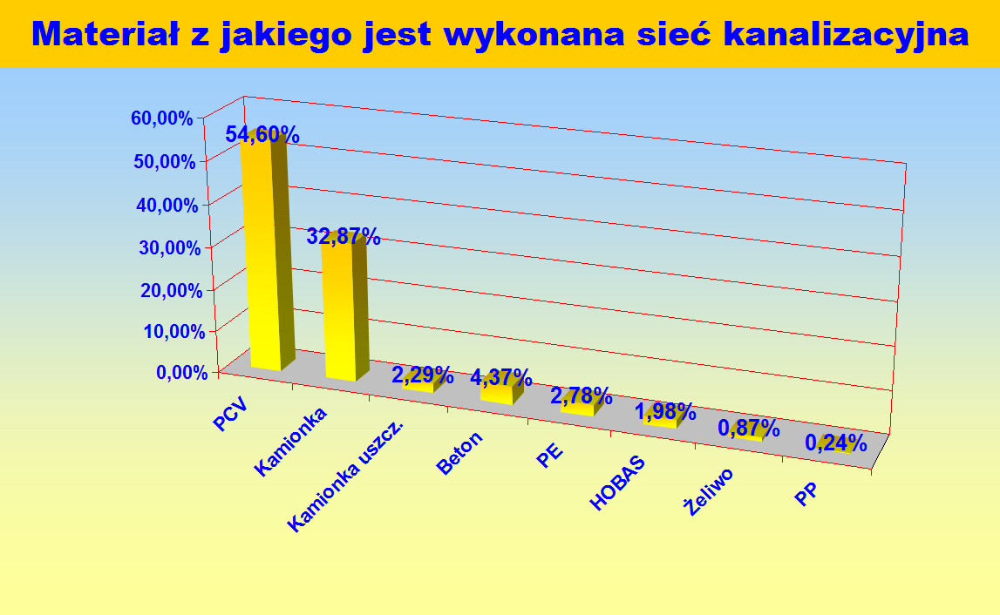 Materiał z jakiego jest wykonana sieć kanalizacyjna
60,00%
50,00%
40,00%
30,00%
20,00%
10,00%
0,00%
54,60%
32,87%
2,29%
4,37%
2,78%
1,98%
0,87%
0,24%
PCV
Kamionka
Kamionka uszcz.
Beton
PE
HOBAS
Żeliwo
PP